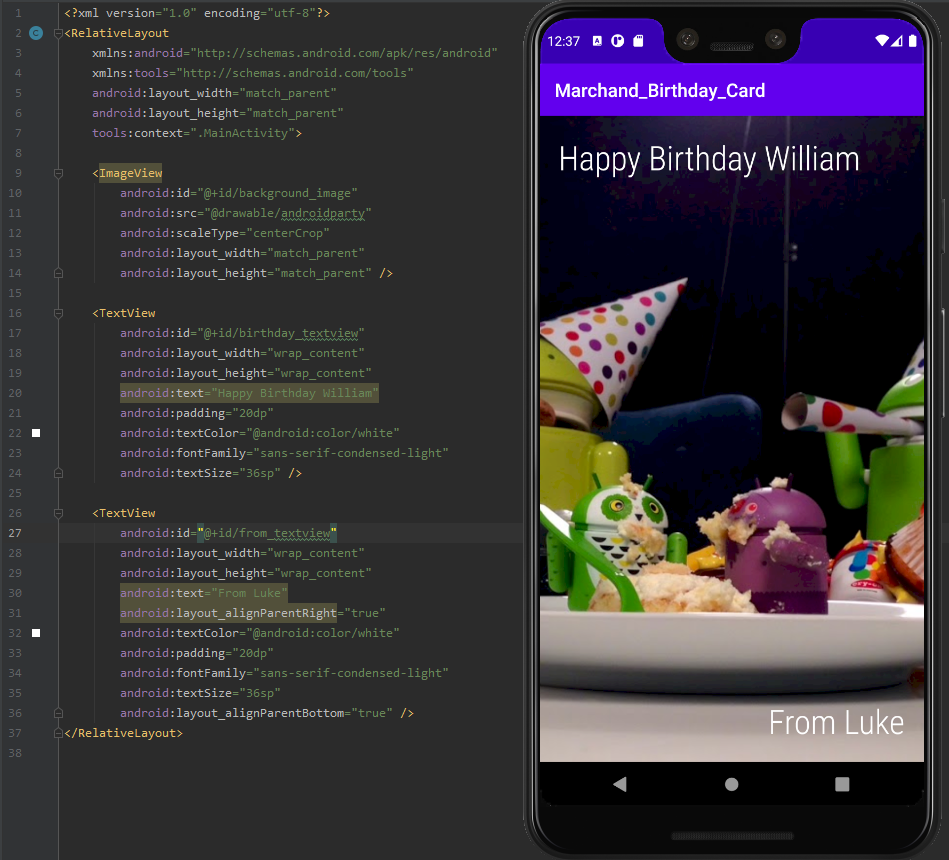 1 <?xml version="1.0" encoding="utf-8"?>
2 <RelativeLayout
3 xmlns:android="http://schemas.android.com/apk/res/android"
4 xmlns:tools="http://schemas.android.com/tools"
5 android:layout_width="match_parent"
6 android:layout_height="match_parent"
7 tools:context=".MainActivity">
8
9 <ImageView
10 android:id="@+id/background_image"
11 android:src="@drawable/androidparty"
12 android:scaleType="centerCrop"
13 android:layout_width="match_parent"
14 android:layout_height="match_parent" />
15
16 <TextView
17 android:id="@+id/birthday_textview"
18 android:layout_width="wrap_content"
19 android:layout_height="wrap_content"
20 android:text="Happy Birthday William"
21 android:padding="20dp"
22 android:textColor="@android:color/white"
23 android:fontFamily="sans-serif-condensed-light"
24 android:textSize="36sp" />
25
26 <TextView
27 android:id="@+id/from_textview"
28 android:layout_width="wrap_content"
29 android:layout_height="wrap_content"
30 android:text="From Luke"
31 android:layout_alignParentRight="true"
32 android:textColor="@android:color/white"
33 android:padding="20dp"
34 android:fontFamily="sans-serif-condensed-light"
35 android:textSize="36sp"
36 android:layout_alignParentBottom="true" />
37 </RelativeLayout>
38
12:37
Marchand_Birthday_Card
Happy Birthday William
From Luke